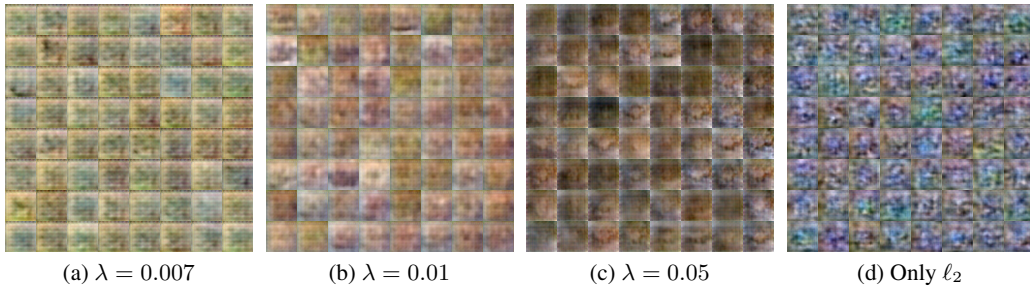 (a) λ = 0.007
(b) λ = 0.01
(c) λ = 0.05
(d) Only ℓ₂